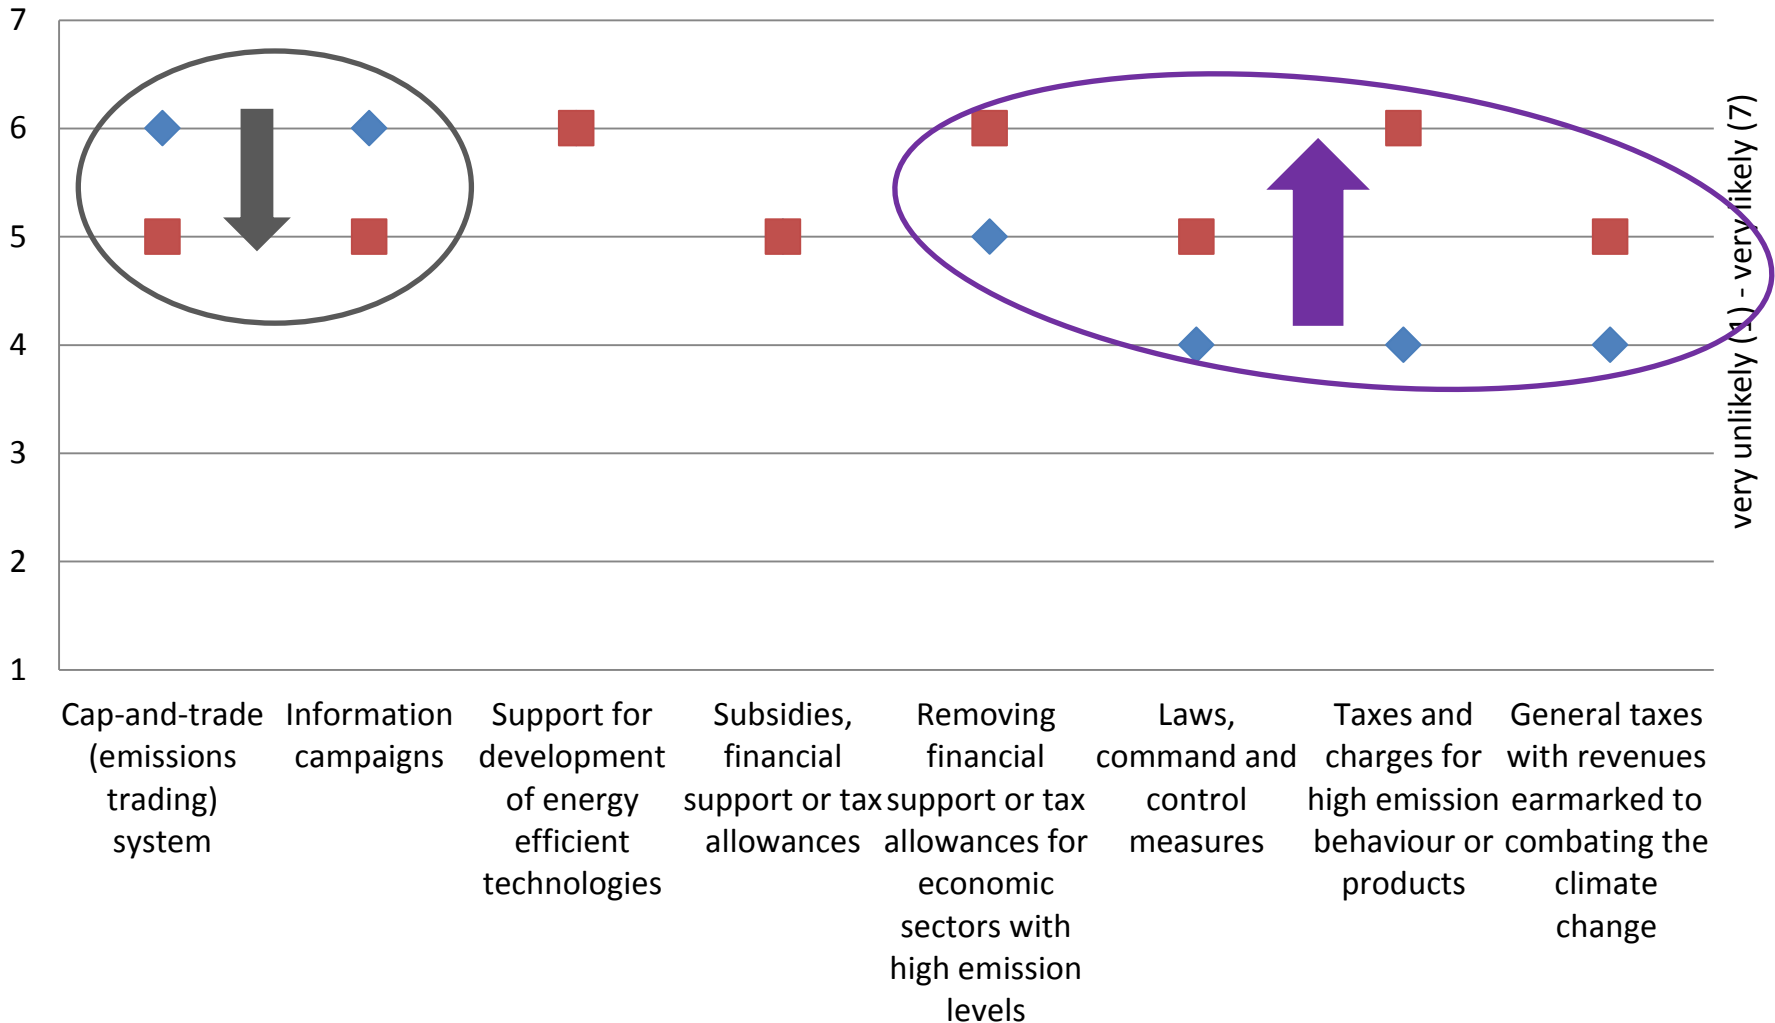 7
6
5
4
3
2
1
very unlikely (1) - very likely (7)
Cap-and-trade
(emissions
trading)
system
Information
campaigns
Support for
development
of energy
efficient
technologies
Subsidies,
financial
support or tax
allowances
Removing
financial
support or tax
allowances for
economic
sectors with
high emission
levels
Laws,
command and
control
measures
Taxes and
charges for
high emission
behaviour or
products
General taxes
with revenues
earmarked to
combating the
climate
change